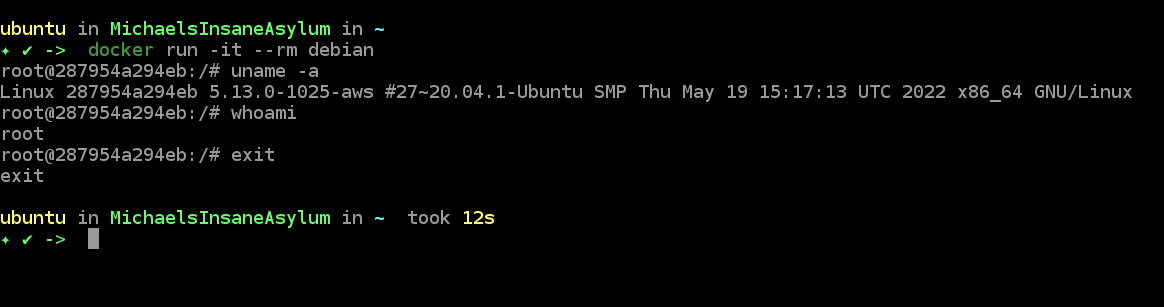 ubuntu in MichaelsInsaneAsylum in ~
✦ ✔ -> docker run -it --rm debian
root@287954a294eb:/# uname -a
Linux 287954a294eb 5.13.0-1025-aws #27~20.04.1-Ubuntu SMP Thu May 19 15:17:13 UTC 2022 x86_64 GNU/Linux
root@287954a294eb:/# whoami
root
root@287954a294eb:/# exit
exit
ubuntu in MichaelsInsaneAsylum in ~ took 12s
✦ ✔ ->